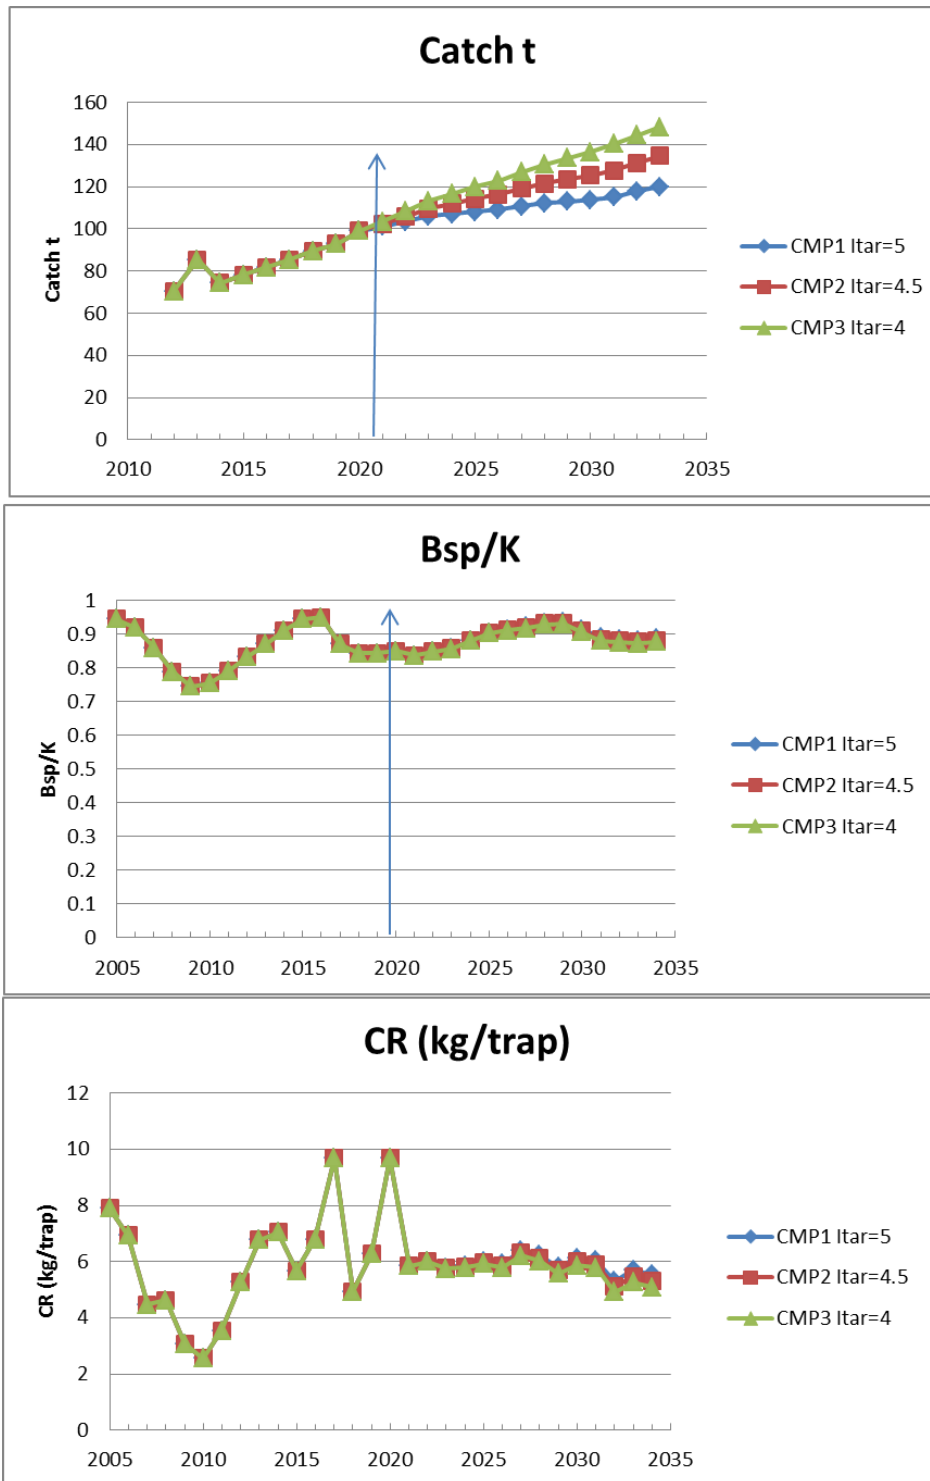 Catch t
160
140
120
100
80
60
40
20
0
Catch t
2010 2015 2020 2025 2030 2035
CMP1 Itar=5
CMP2 Itar=4.5
CMP3 Itar=4
Bsp/K
1
0.9
0.8
0.7
0.6
0.5
0.4
0.3
0.2
0.1
0
Bsp/K
2005 2010 2015 2020 2025 2030 2035
CMP1 Itar=5
CMP2 Itar=4.5
CMP3 Itar=4
CR (kg/trap)
12
10
8
6
4
2
0
CR (kg/trap)
2005 2010 2015 2020 2025 2030 2035
CMP1 Itar=5
CMP2 Itar=4.5
CMP3 Itar=4